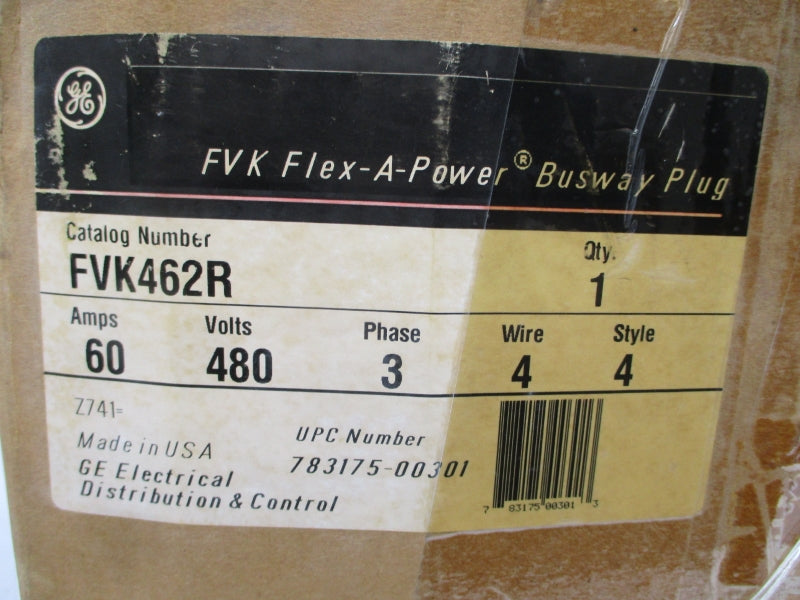 GE
FVK Flex-A-Power® Busway Plug
Catalog Number
FVK462R
Qty.
1
Amps Volts Phase Wire Style
60 480 3 4 4
Z741=
Made in USA
GE Electrical
Distribution & Control
UPC Number
783175-00301
7 83175 00301 3